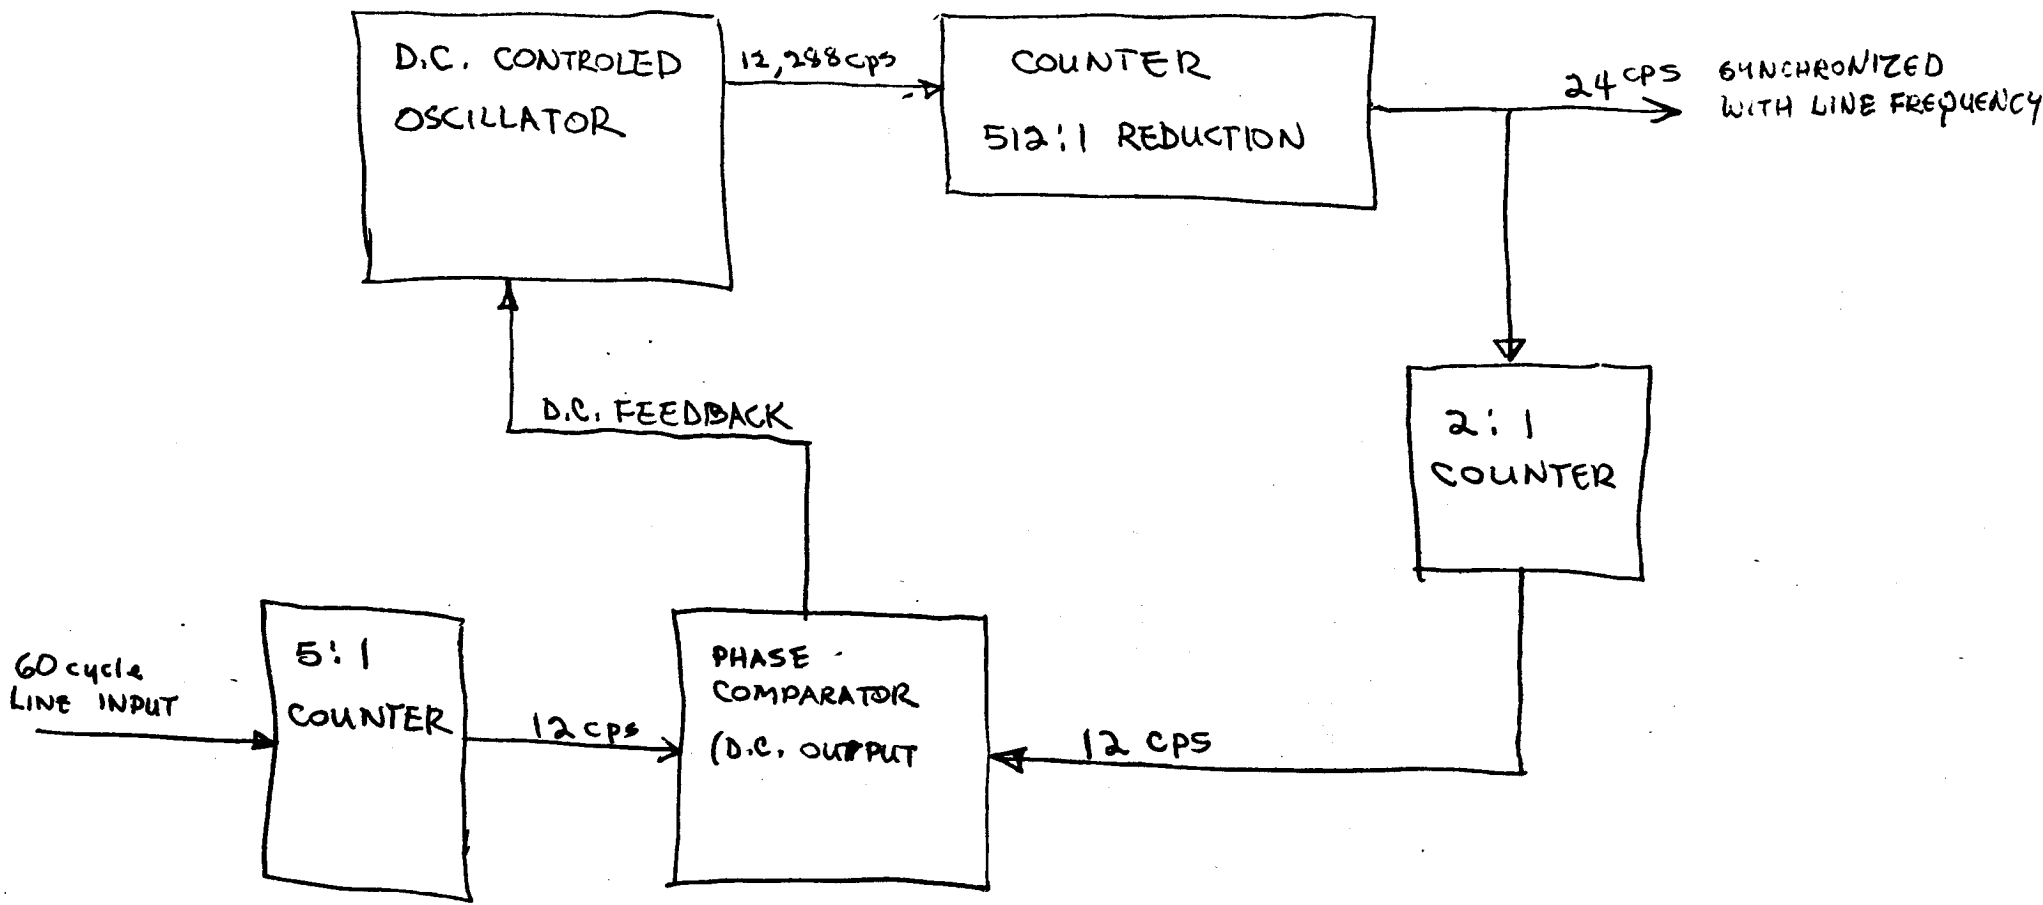 D.C. CONTROLED
OSCILLATOR
12,288 cps
COUNTER
512:1 REDUCTION
24 cps
SYNCHRONIZED
WITH LINE FREQUENCY
D.C. FEEDBACK
2:1
COUNTER
60 cycle
LINE INPUT
5:1
COUNTER
12 cps
PHASE
COMPARATOR
(D.C. OUTPUT
12 cps